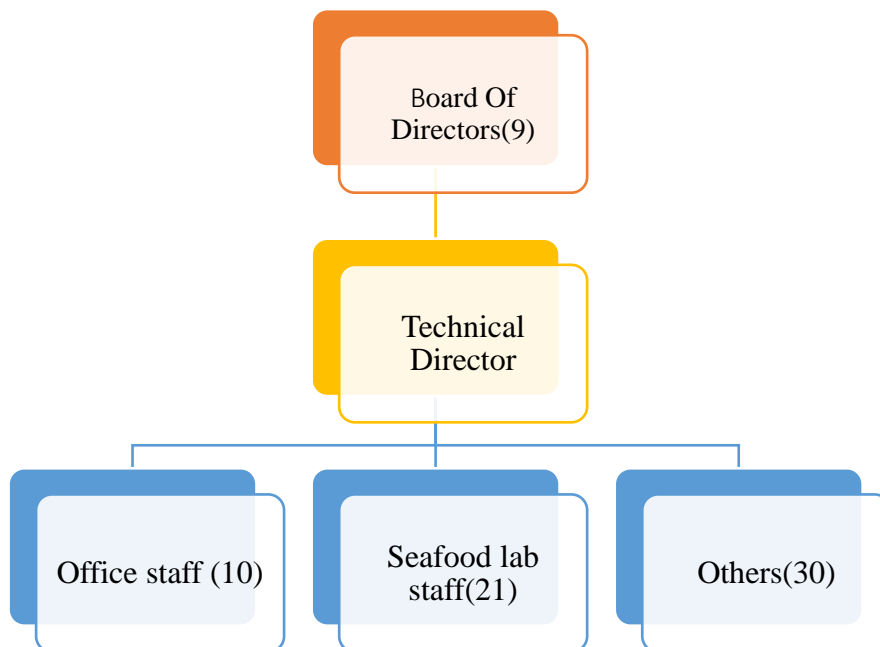 Board Of
Directors(9)
Technical
Director
Office staff (10)
Seafood lab
staff(21)
Others(30)